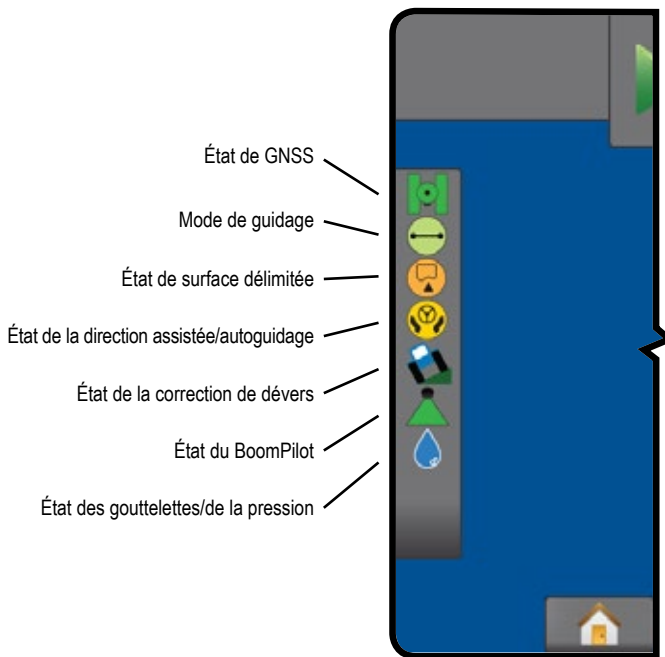 État de GNSS
Mode de guidage
État de surface délimitée
État de la direction assistée/autoguidage
État de la correction de dévers
État du BoomPilot
État des gouttelettes/de la pression